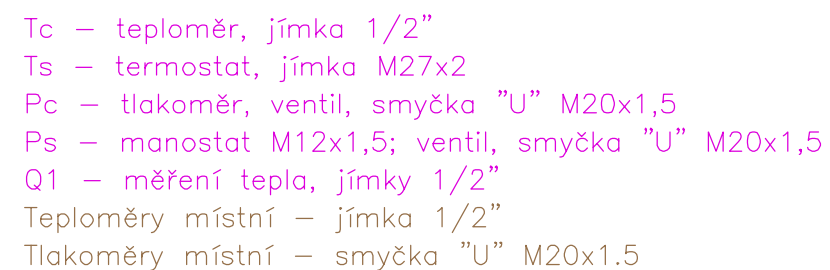 Tc – teploměr, jímka 1/2”
Ts – termostat, jímka M27x2
Pc – tlakoměr, ventil, smyčka ”U” M20x1,5
Ps – manostat M12x1,5; ventil, smyčka ”U” M20x1,5
Q1 – měření tepla, jímky 1/2”
Teploměry místní – jímka 1/2”
Tlakoměry místní – smyčka ”U” M20x1.5